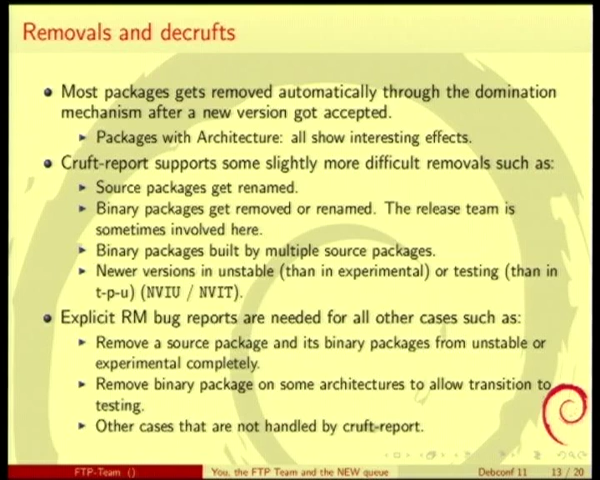 Removals and decrufts
Most packages gets removed automatically through the domination
mechanism after a new version got accepted.
Packages with Architecture: all show interesting effects.
Cruft-report supports some slightly more difficult removals such as:
Source packages get renamed.
Binary packages get removed or renamed. The release team is
sometimes involved here.
Binary packages built by multiple source packages.
Newer versions in unstable (than in experimental) or testing (than in
t-p-u) (NVIU / NVIT).
Explicit RM bug reports are needed for all other cases such as:
Remove a source package and its binary packages from unstable or
experimental completely.
Remove binary package on some architectures to allow transition to
testing.
Other cases that are not handled by cruft-report.
FTP-Team () You, the FTP Team and the NEW queue Debconf 11 13 / 20